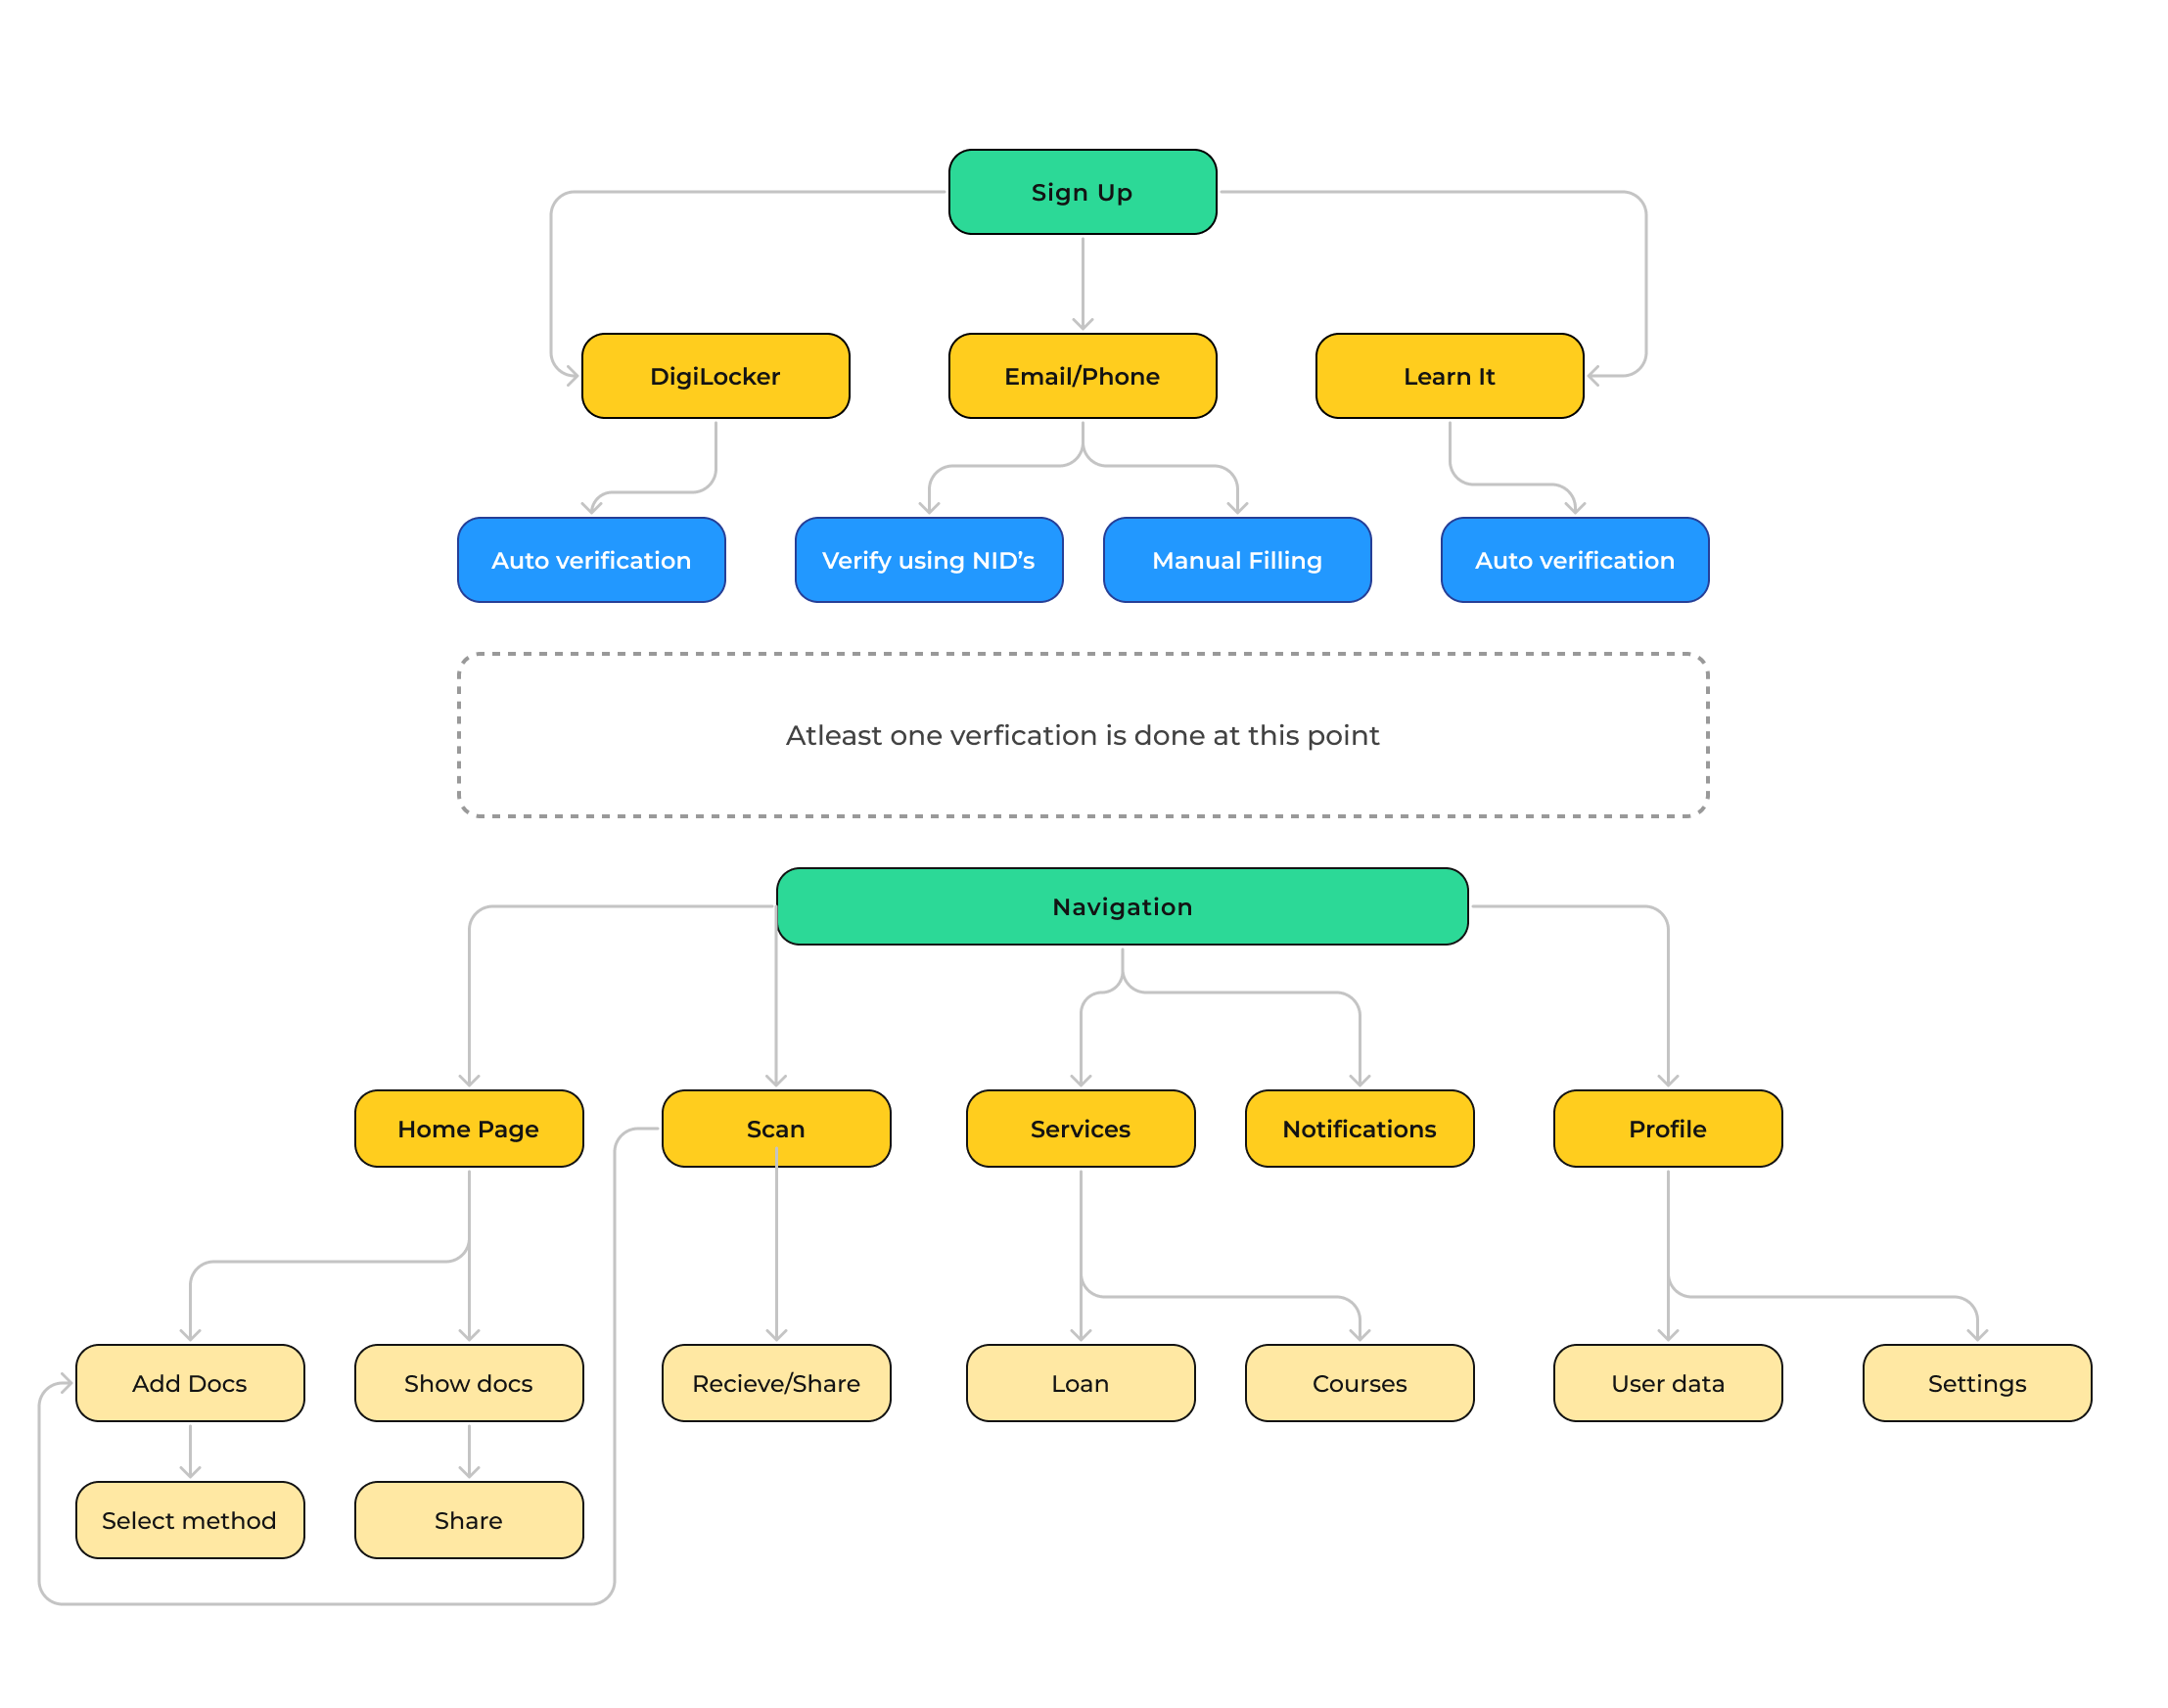 Sign Up
DigiLocker
Email/Phone
Learn It
Auto verification
Verify using NID’s
Manual Filling
Auto verification
Atleast one verfication is done at this point
Navigation
Home Page
Scan
Services
Notifications
Profile
Add Docs
Show docs
Recieve/Share
Loan
Courses
User data
Settings
Select method
Share